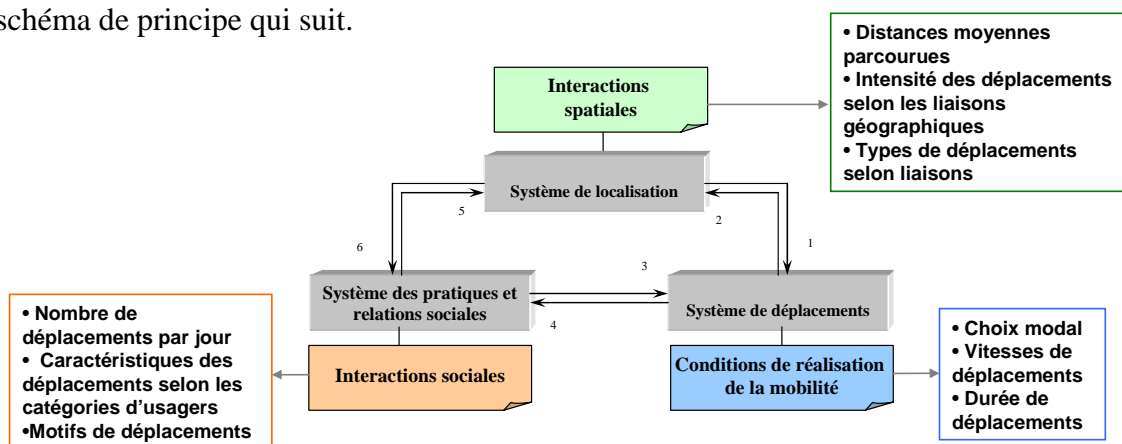 schéma de principe qui suit.
• Distances moyennes
parcourues
• Intensité des déplacements
selon les liaisons
géographiques
• Types de déplacements
selon liaisons
Interactions
spatiales
Système de localisation
5
2
6
1
3
Système des pratiques et
relations sociales
4
Système de déplacements
• Nombre de
déplacements par jour
• Caractéristiques des
déplacements selon les
catégories d'usagers
•Motifs de déplacements
Interactions sociales
Conditions de réalisation
de la mobilité
• Choix modal
• Vitesses de
déplacements
• Durée de
déplacements